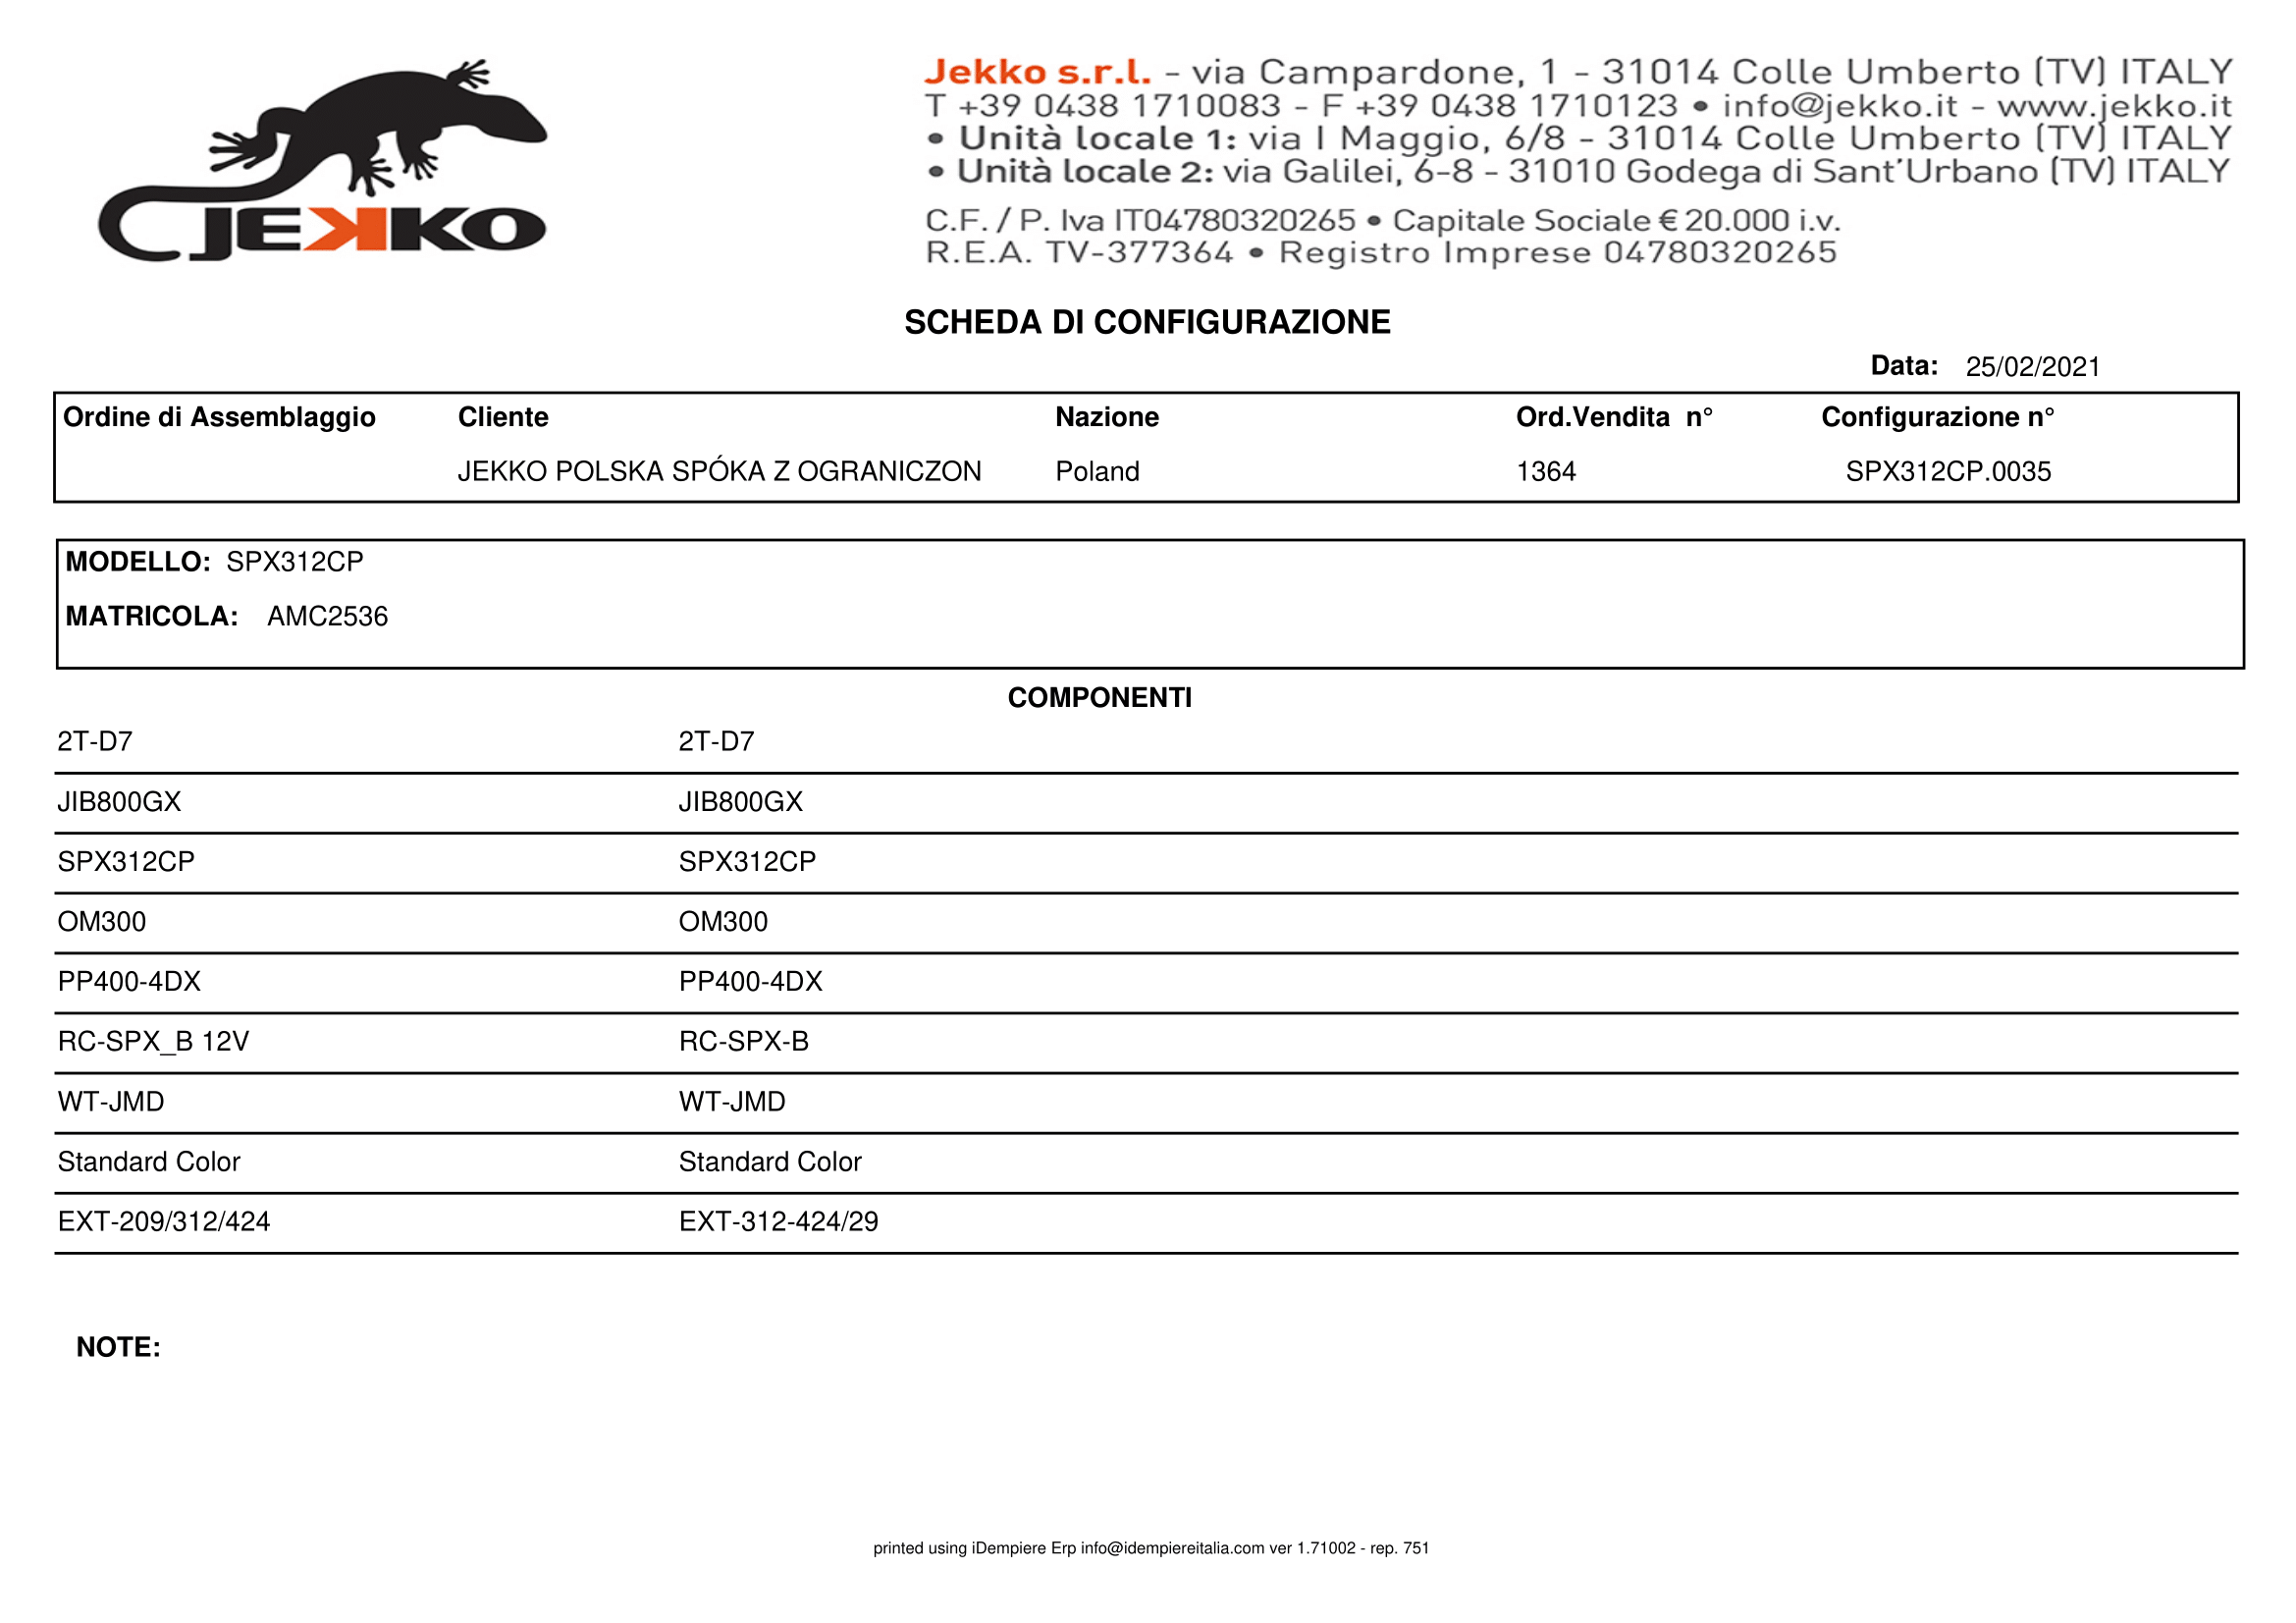 JEKKO
Jekko s.r.l. - via Campardone, 1 - 31014 Colle Umberto (TV) ITALY
T +39 0438 1710083 - F +39 0438 1710123 • info@jekko.it - www.jekko.it
• Unità locale 1: via I Maggio, 6/8 - 31014 Colle Umberto (TV) ITALY
• Unità locale 2: via Galilei, 6-8 - 31010 Godega di Sant'Urbano (TV) ITALY
C.F. / P. Iva IT04780320265 • Capitale Sociale € 20.000 i.v.
R.E.A. TV-377364 • Registro Imprese 04780320265
SCHEDA DI CONFIGURAZIONE
Data: 25/02/2021
Ordine di Assemblaggio Cliente Nazione Ord.Vendita n° Configurazione n°
JEKKO POLSKA SPÓKA Z OGRANICZON Poland 1364 SPX312CP.0035
MODELLO: SPX312CP
MATRICOLA: AMC2536
COMPONENTI
2T-D7 2T-D7
JIB800GX JIB800GX
SPX312CP SPX312CP
OM300 OM300
PP400-4DX PP400-4DX
RC-SPX_B 12V RC-SPX-B
WT-JMD WT-JMD
Standard Color Standard Color
EXT-209/312/424 EXT-312-424/29
NOTE:
printed using iDempiere Erp info@idempiereitalia.com ver 1.71002 - rep. 751